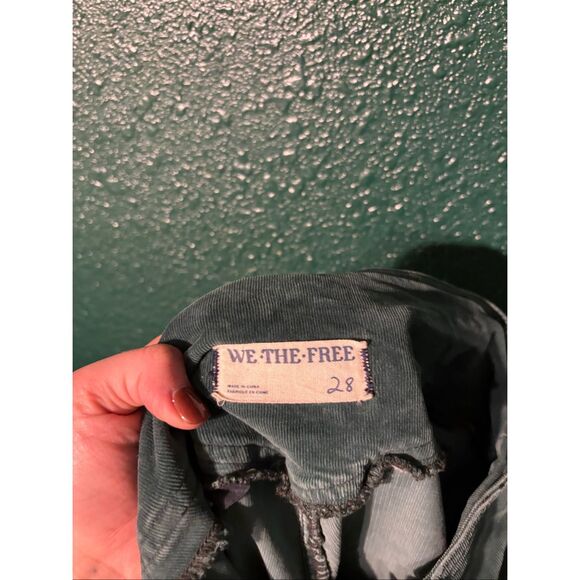 WE·THE·FREE
MADE IN CHINA
FABRIQUÉ EN CHINE
28